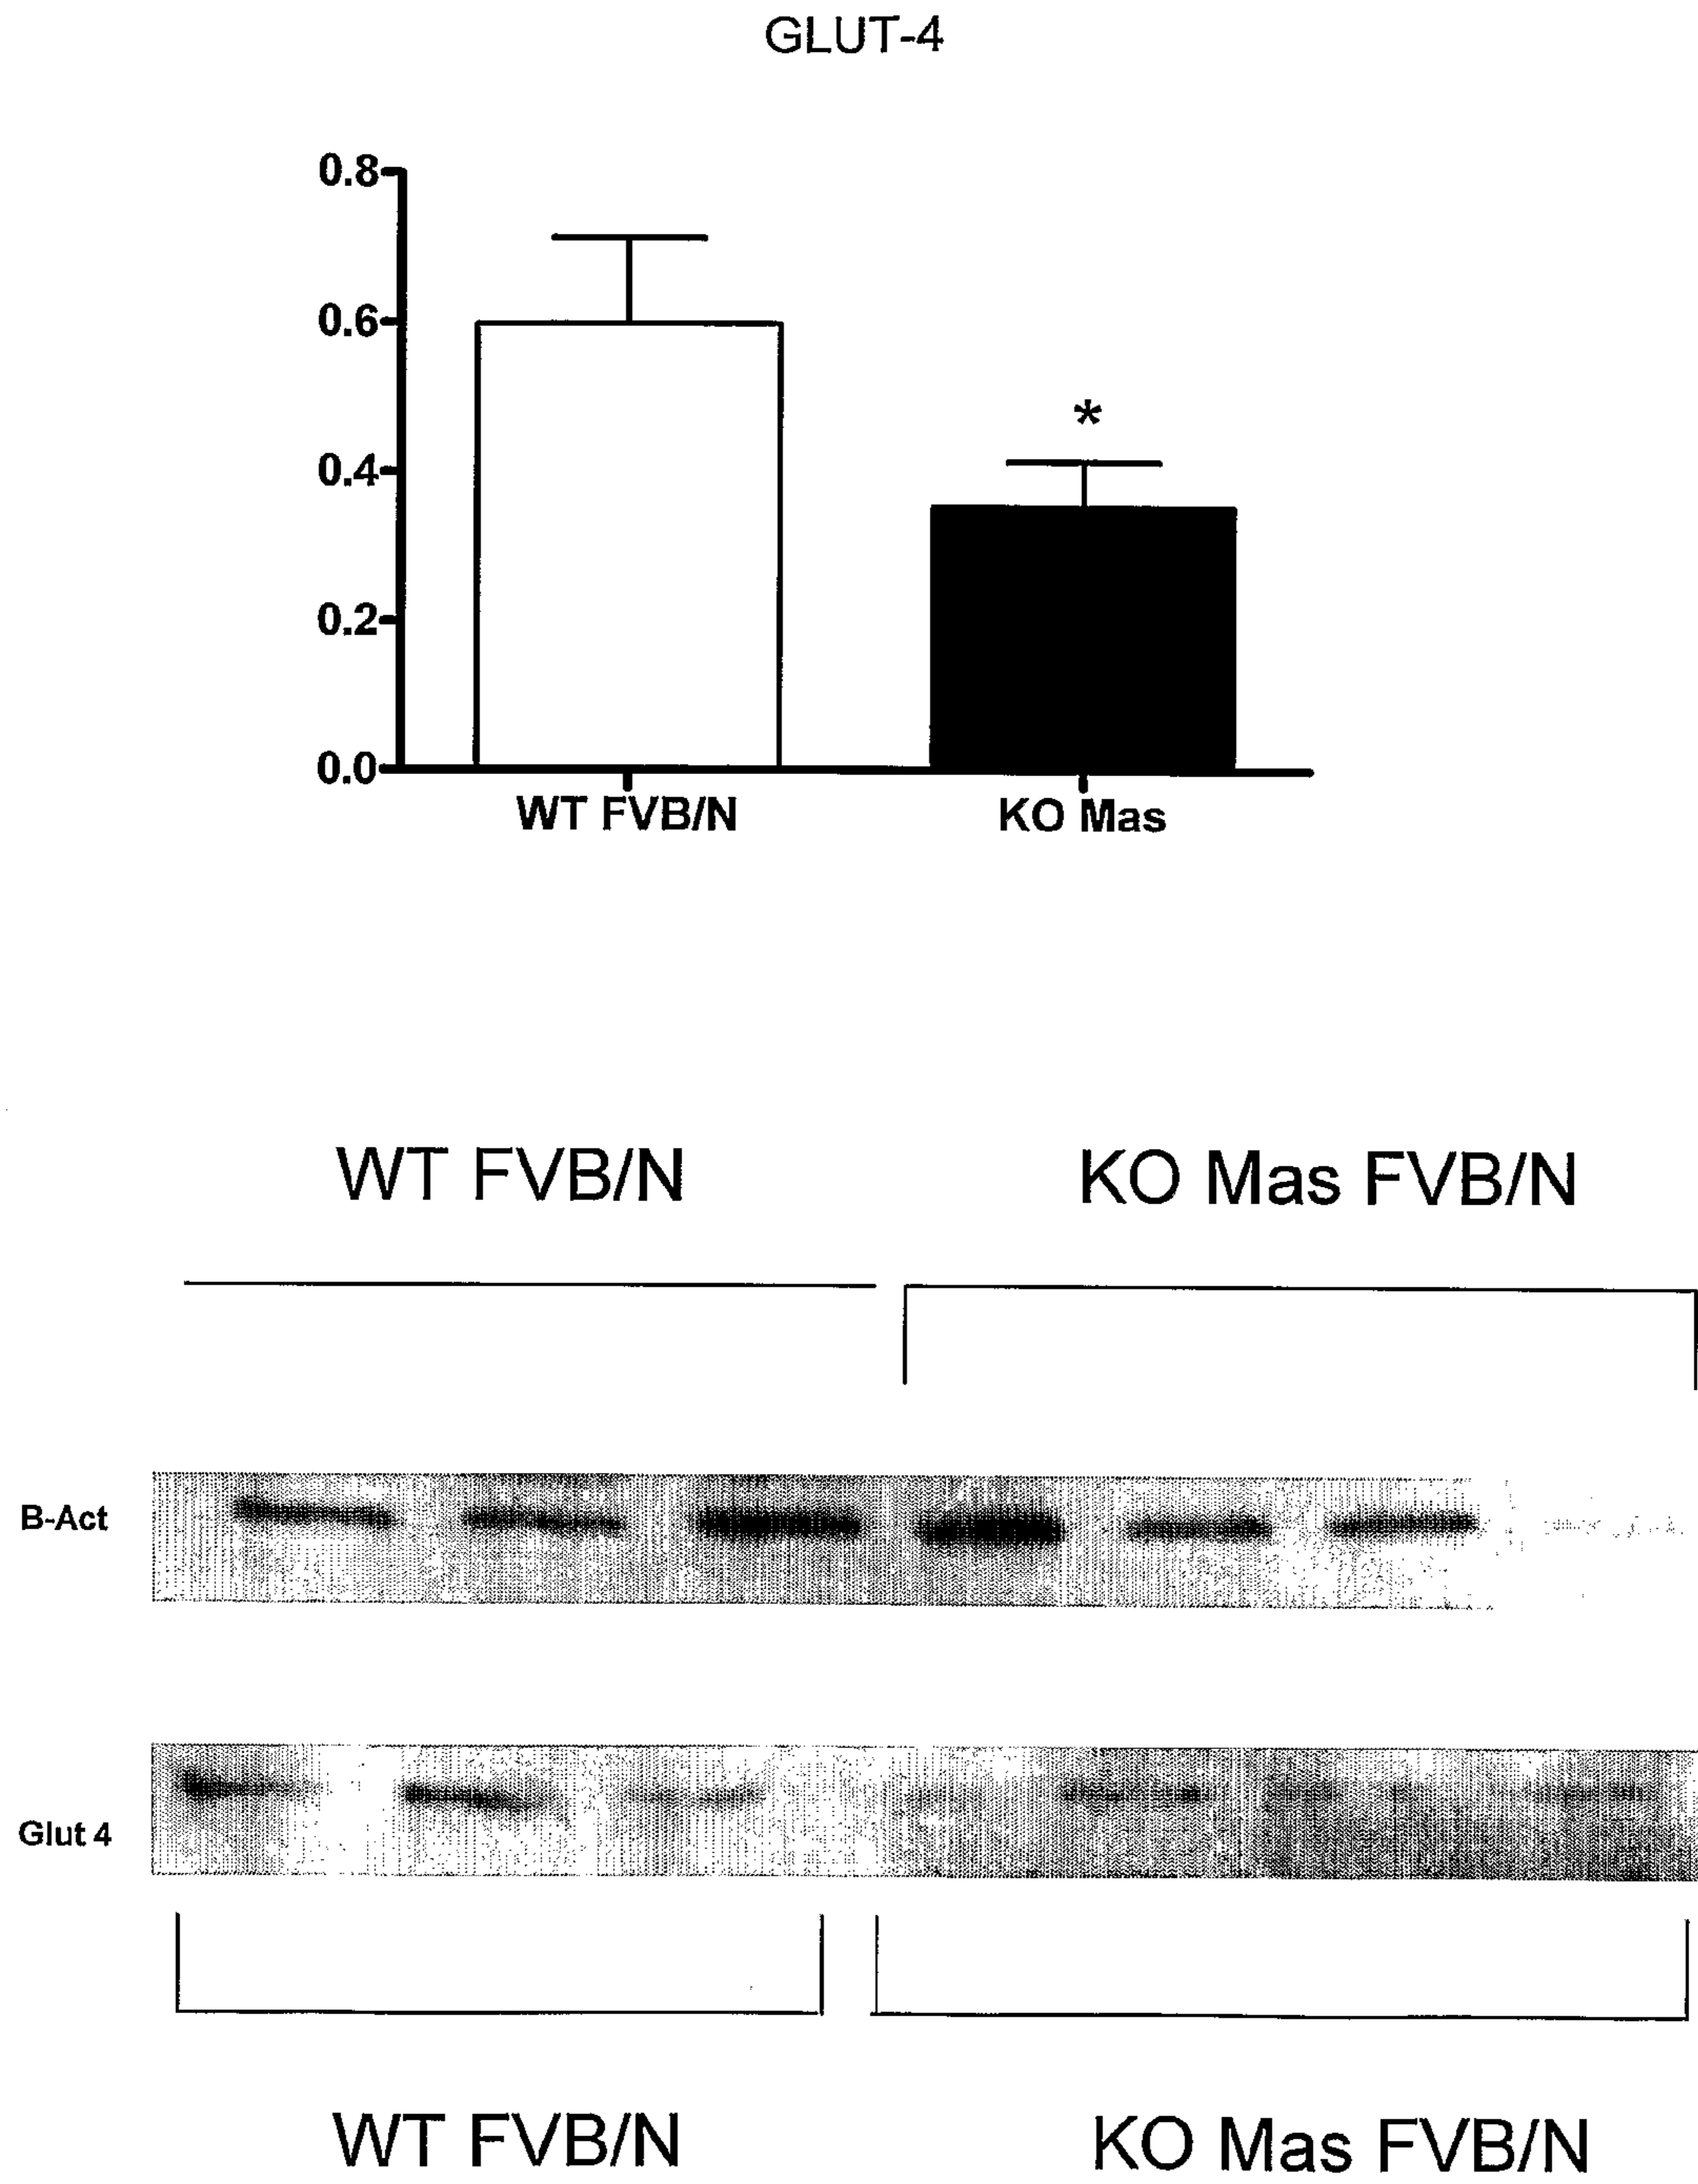 GLUT-4
0.8
0.6
*
0.4
0.2
0.0
WT FVB/N KO Mas
WT FVB/N KO Mas FVB/N
B-Act
Glut 4
WT FVB/N KO Mas FVB/N